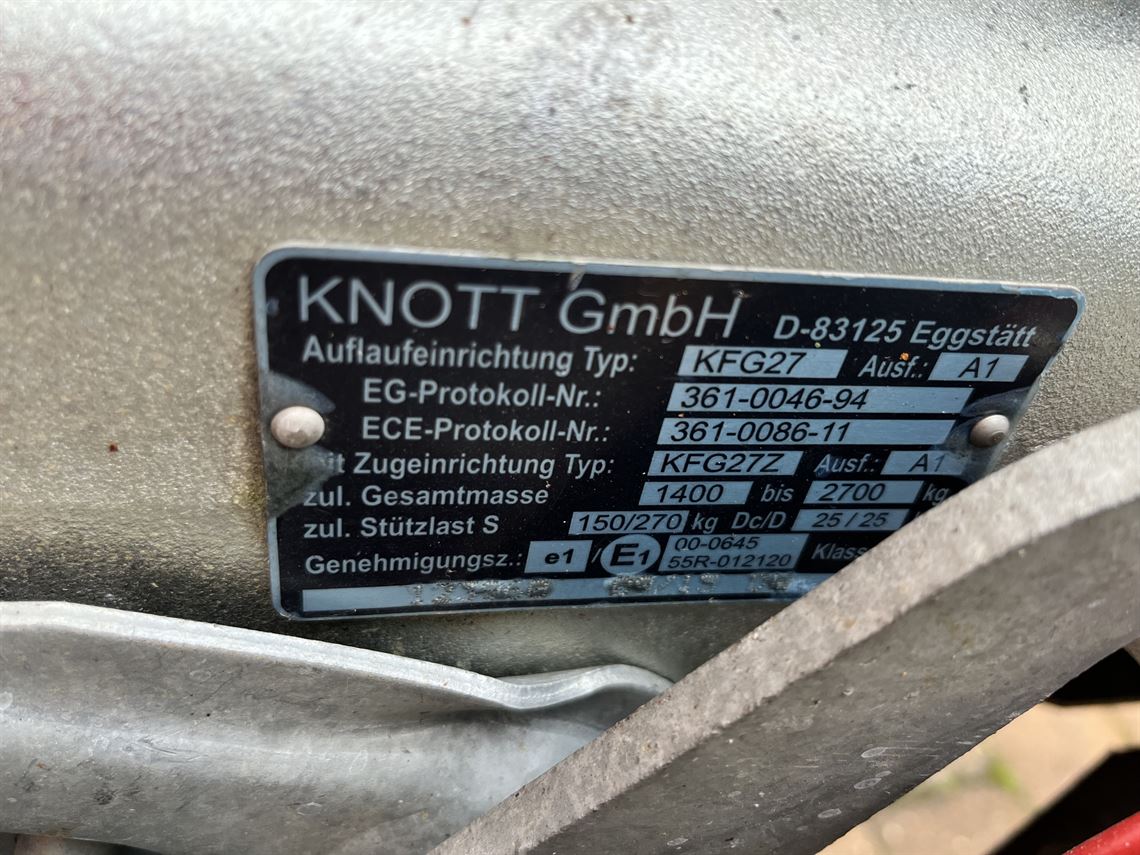 KNOTT GmbH D-83125 Eggstätt
Auflaufeinrichtung Typ: KFG27 Ausf.: A1
EG-Protokoll-Nr.: 361-0046-94
ECE-Protokoll-Nr.: 361-0086-11
Zugeinrichtung Typ: KFG27Z Ausf.: A1
zul. Gesamtmasse 1400 bis 2700 kg
zul. Stützlast S 150/270 kg Dc/D 25/25
Genehmigungsz.: e1 / E1 00-0645
55R-012120